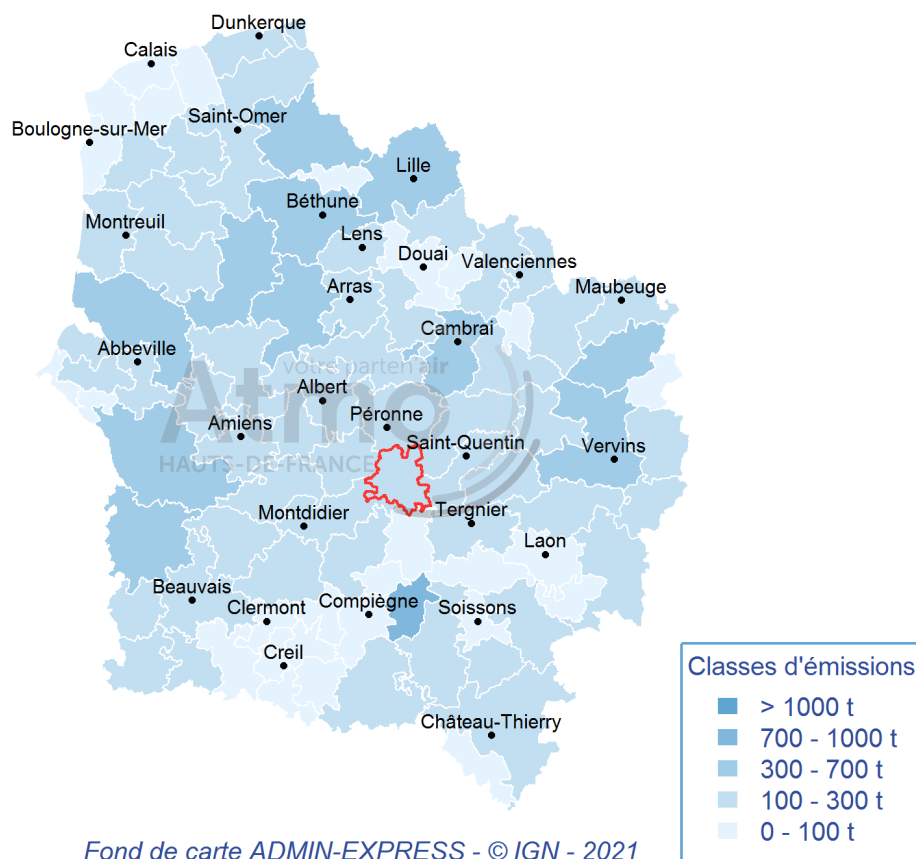 Dunkerque
Calais
Saint-Omer
Boulogne-sur-Mer
Lille
Béthune
Montreuil
Lens
Douai
Valenciennes
Arras
Maubeuge
Cambrai
Abbeville
votre parten'air
Atmo
HAUTS-DE-FRANCE
Albert
Péronne
Amiens
Saint-Quentin
Vervins
Montdidier
Tergnier
Laon
Beauvais
Clermont
Compiègne
Soissons
Creil
Château-Thierry
Classes d'émissions
> 1000 t
700 - 1000 t
300 - 700 t
100 - 300 t
0 - 100 t
Fond de carte ADMIN-EXPRESS - © IGN - 2021